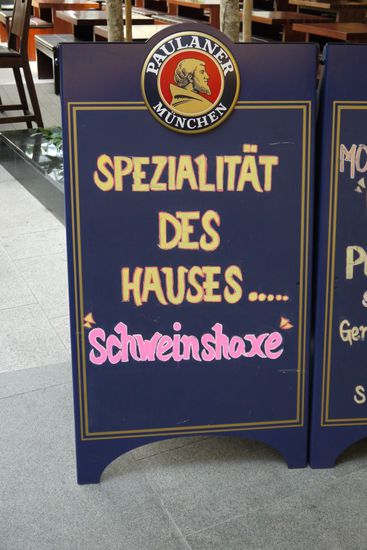 PAULANER
MÜNCHEN
SPEZIALITÄT
DES
HAUSES.....
Schweinshaxe